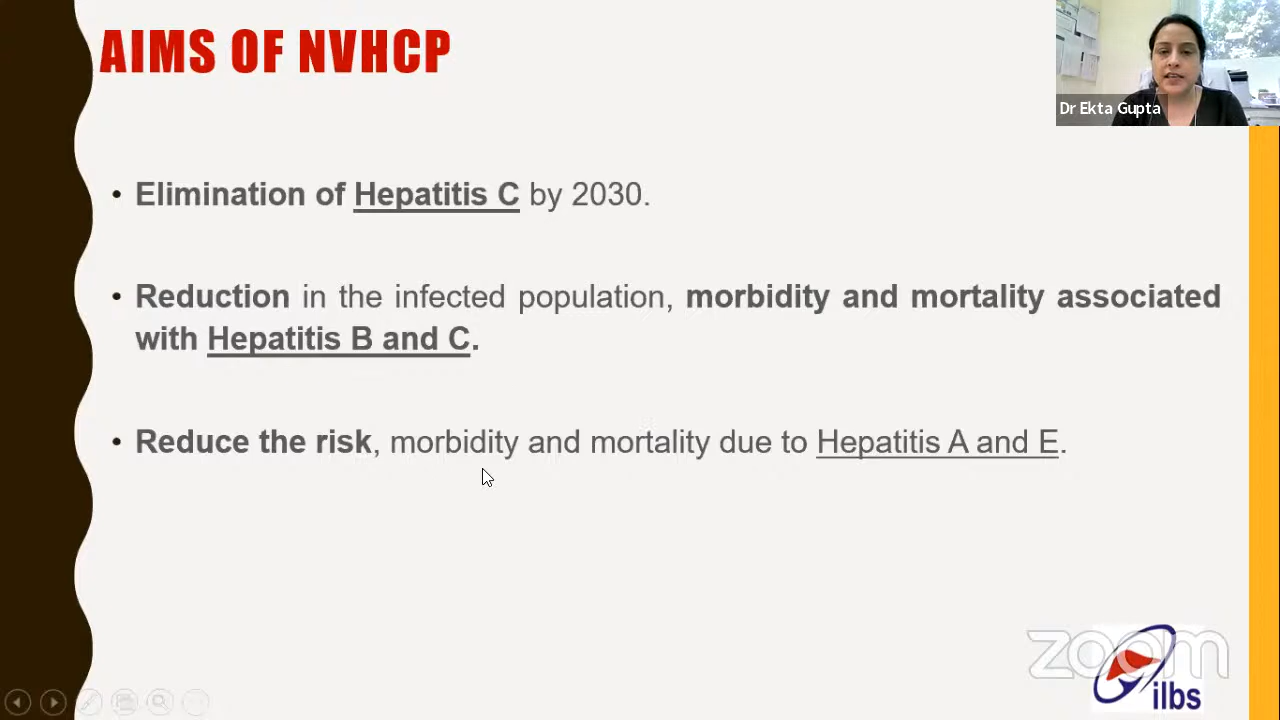 AIMS OF NVHCP
Dr Ekta Gupta
• Elimination of Hepatitis C by 2030.
• Reduction in the infected population, morbidity and mortality associated
with Hepatitis B and C.
• Reduce the risk, morbidity and mortality due to Hepatitis A and E.
zoom
ilbs